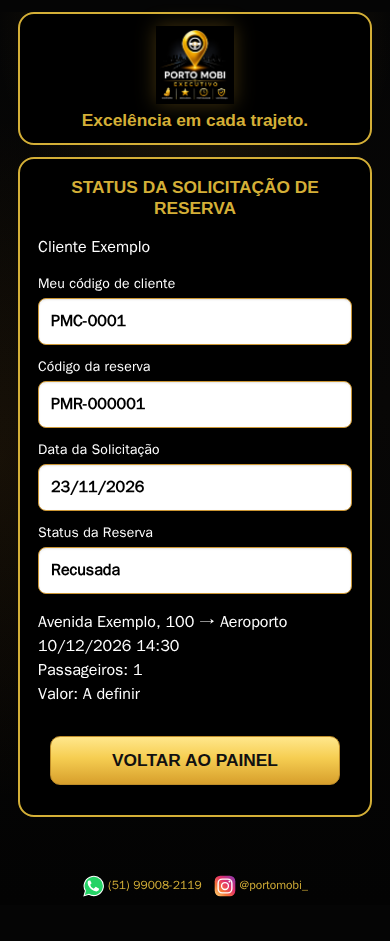 PORTO MOBI
EXECUTIVO
Excelência em cada trajeto.
STATUS DA SOLICITAÇÃO DE
RESERVA
Cliente Exemplo
Meu código de cliente
PMC-0001
Código da reserva
PMR-000001
Data da Solicitação
23/11/2026
Status da Reserva
Recusada
Avenida Exemplo, 100 → Aeroporto
10/12/2026 14:30
Passageiros: 1
Valor: A definir
VOLTAR AO PAINEL
(51) 99008-2119 @portomobi_